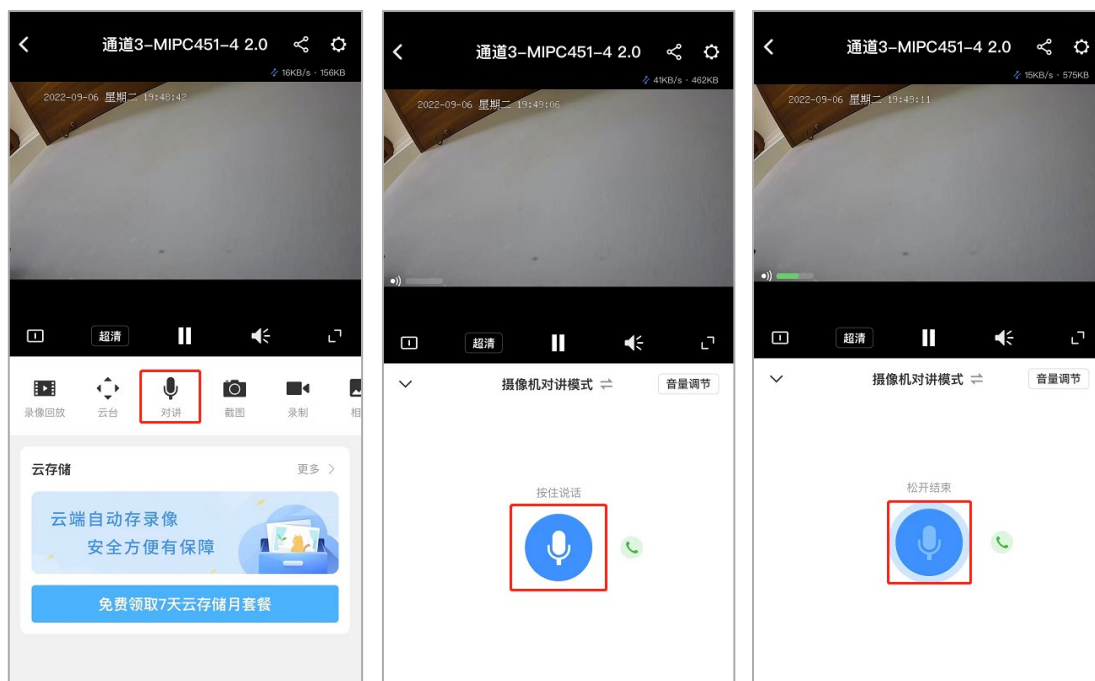 通道3-MIPC451-4 2.0
16KB/s · 156KB
2022-09-06 星期二 19:48:42
超清
录像回放
云台
对讲
截图
录制
相
云存储
更多
云端自动存录像
安全方便有保障
免费领取7天云存储月套餐
通道3-MIPC451-4 2.0
41KB/s · 462KB
2022-09-06 星期二 19:49:06
超清
摄像机对讲模式
音量调节
按住说话
通道3-MIPC451-4 2.0
15KB/s · 575KB
2022-09-06 星期二 19:49:11
超清
摄像机对讲模式
音量调节
松开结束